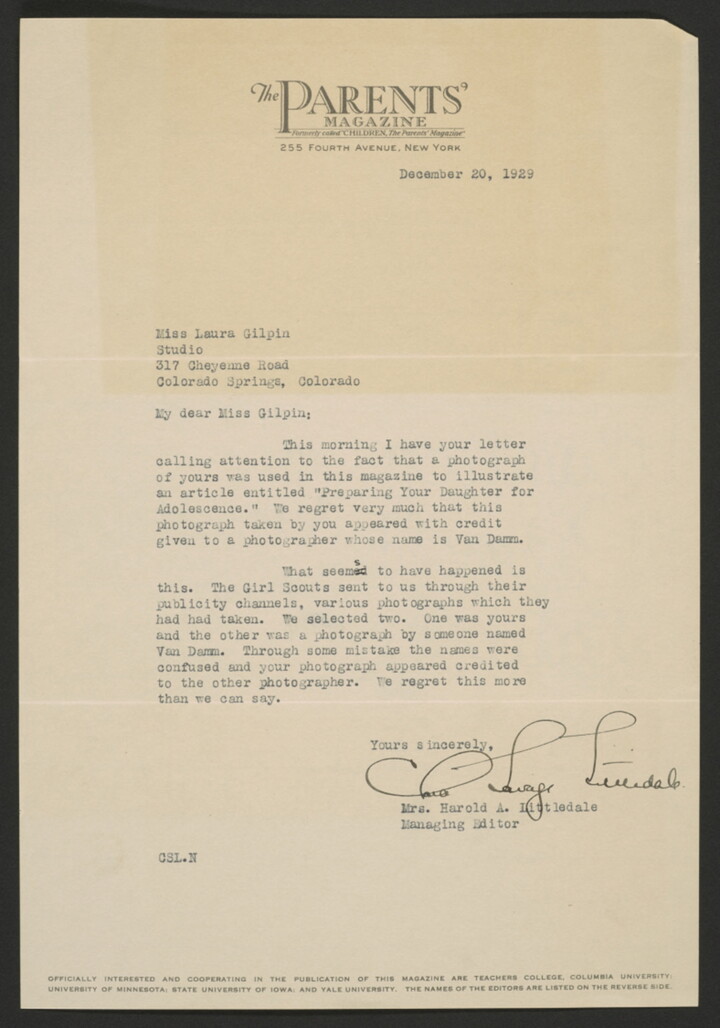 The PARENTS'
MAGAZINE
Formerly called "CHILDREN, The Parents' Magazine"
255 FOURTH AVENUE, NEW YORK
December 20, 1929
Miss Laura Gilpin
Studio
317 Cheyenne Road
Colorado Springs, Colorado
My dear Miss Gilpin;
This morning I have your letter
calling attention to the fact that a photograph
of yours was used in this magazine to illustrate
an article entitled "Preparing Your Daughter for
Adolescence." We regret very much that this
photograph taken by you appeared with credit
given to a photographer whose name is Van Damm.
What seems to have happened is
this. The Girl Scouts sent to us through their
publicity channels, various photographs which they
had had taken. We selected two. One was yours
and the other was a photograph by someone named
Van Damm. Through some mistake the names were
confused and your photograph appeared credited
to the other photographer. We regret this more
than we can say.
Yours sincerely,
Clara Savage Littledale
Mrs. Harold A. Littledale
Managing Editor
CSL.N
OFFICIALLY INTERESTED AND COOPERATING IN THE PUBLICATION OF THIS MAGAZINE ARE TEACHERS COLLEGE, COLUMBIA UNIVERSITY;
UNIVERSITY OF MINNESOTA; STATE UNIVERSITY OF IOWA; AND YALE UNIVERSITY. THE NAMES OF THE EDITORS ARE LISTED ON THE REVERSE SIDE.